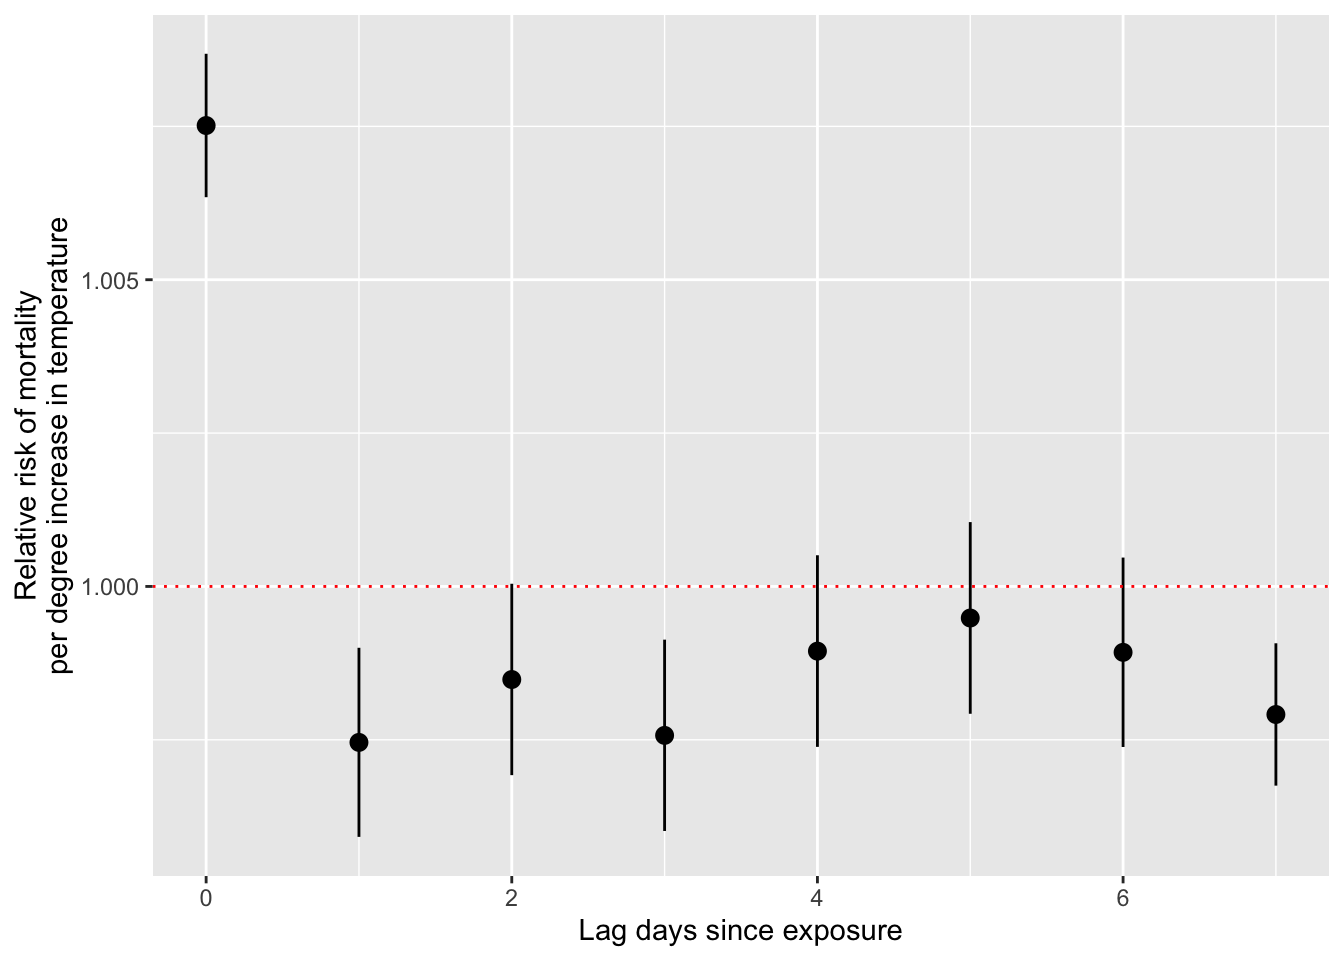 Relative risk of mortality
per degree increase in temperature
1.005
1.000
0
2
4
6
Lag days since exposure